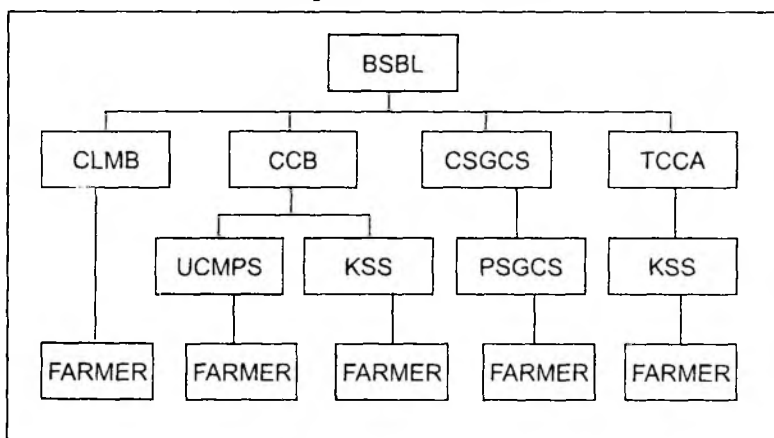 BSBL
CLMB CCB CSGCS TCCA
UCMPS KSS PSGCS KSS
FARMER FARMER FARMER FARMER FARMER